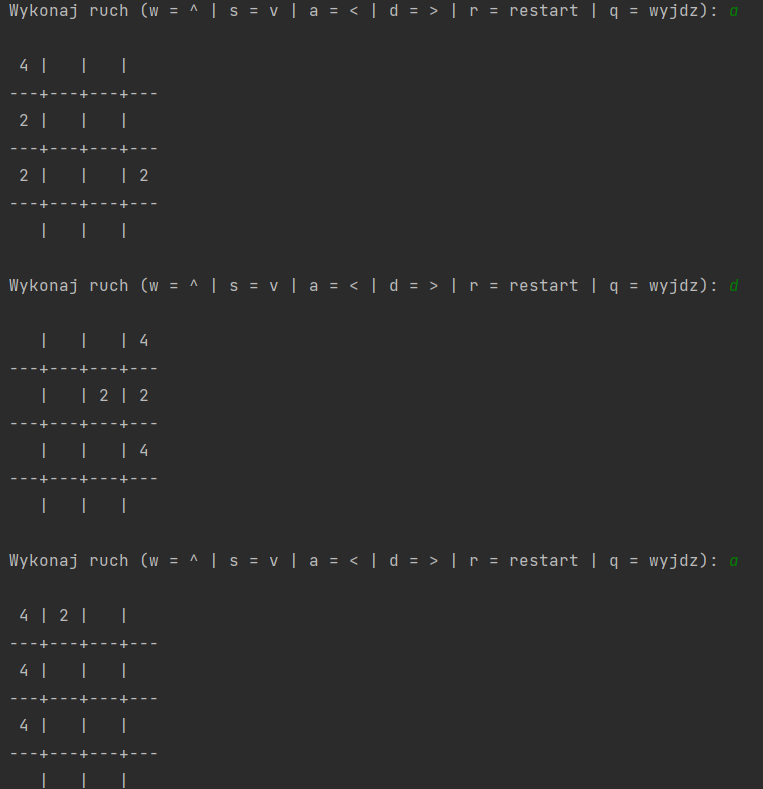 Wykonaj ruch (w = ^ | s = v | a = < | d = > | r = restart | q = wyjdz): a
 4 |   |   |
---+---+---+---
 2 |   |   |
---+---+---+---
 2 |   |   | 2
---+---+---+---
   |   |   |
Wykonaj ruch (w = ^ | s = v | a = < | d = > | r = restart | q = wyjdz): d
   |   |   | 4
---+---+---+---
   |   | 2 | 2
---+---+---+---
   |   |   | 4
---+---+---+---
   |   |   |
Wykonaj ruch (w = ^ | s = v | a = < | d = > | r = restart | q = wyjdz): a
 4 | 2 |   |
---+---+---+---
 4 |   |   |
---+---+---+---
 4 |   |   |
---+---+---+---
   |   |   |